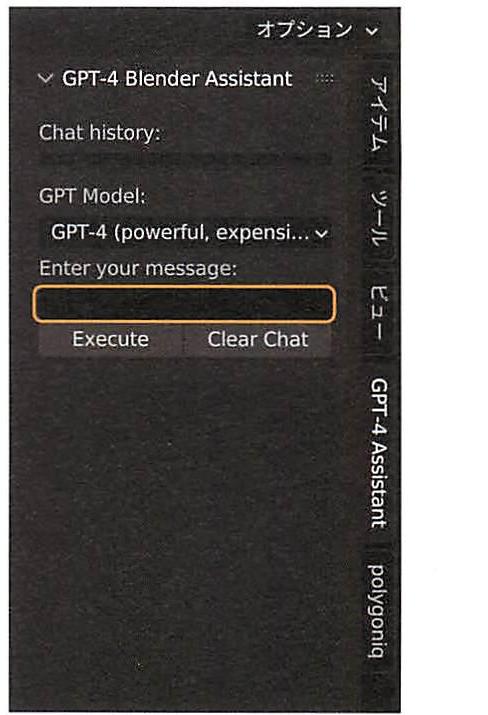 オプション
GPT-4 Blender Assistant
Chat history:
GPT Model:
GPT-4 (powerful, expensi...
Enter your message:
Execute
Clear Chat
アイテム
ツール
ビュー
GPT-4 Assistant
polygoniq